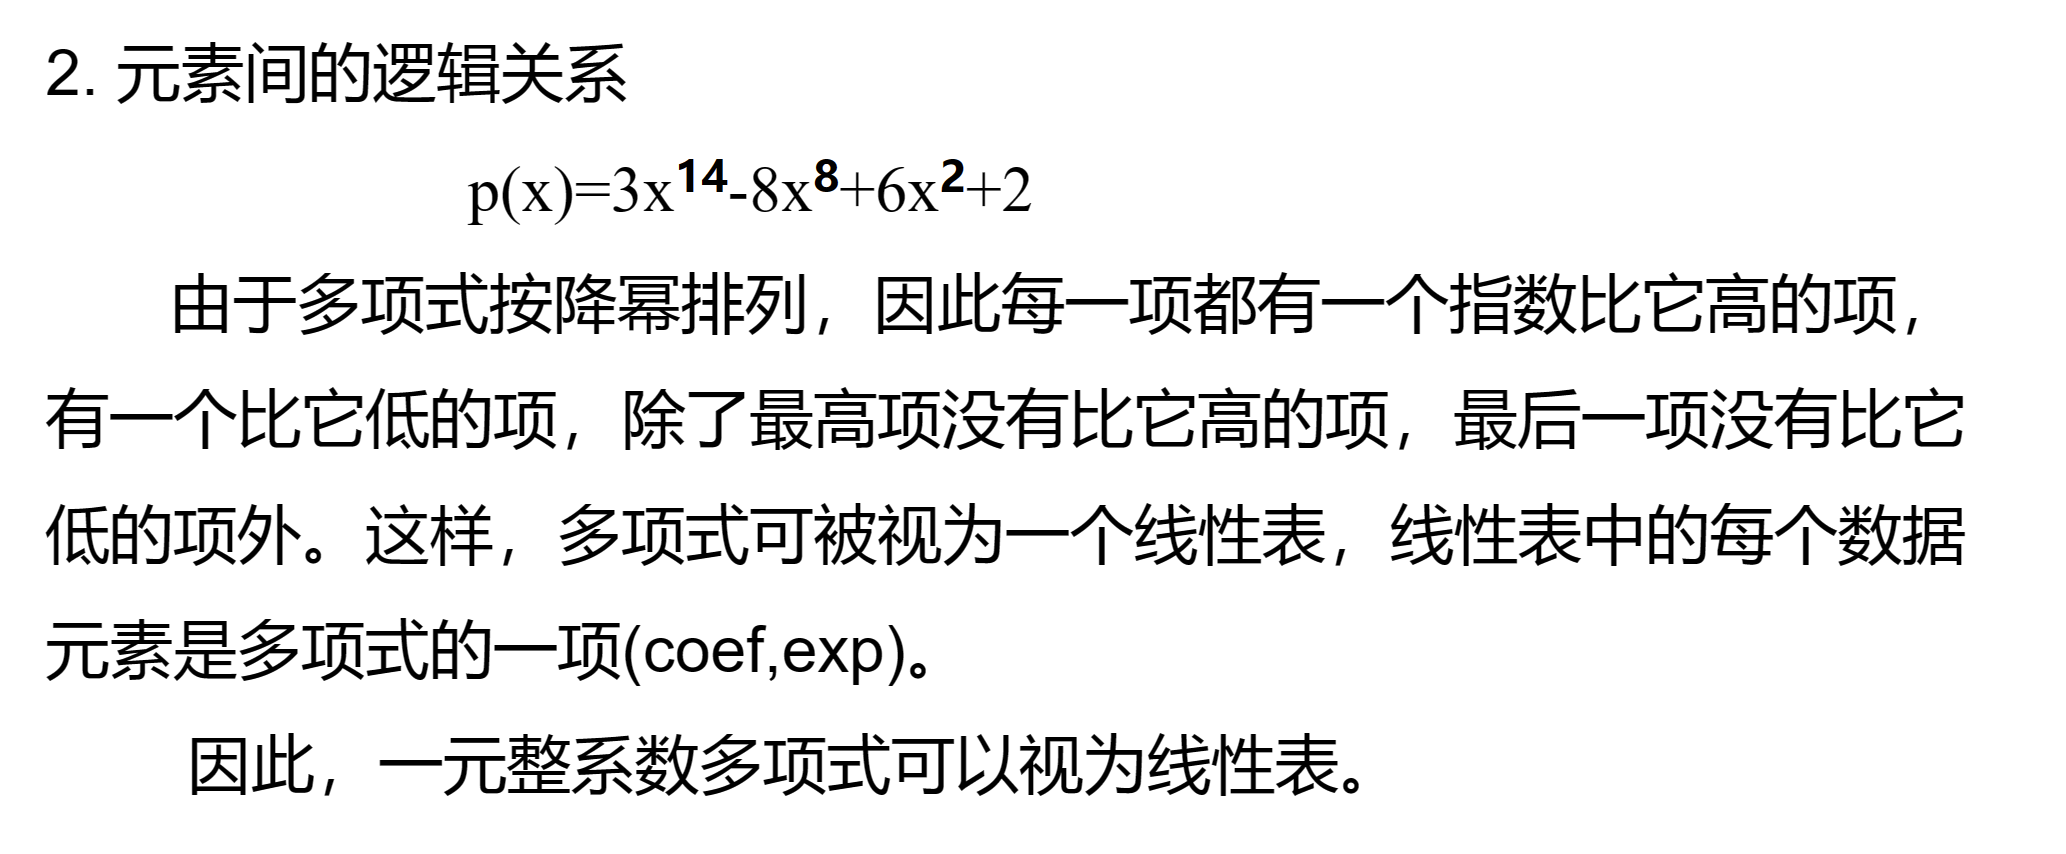 2. 元素间的逻辑关系
p(x)=3x¹⁴-8x⁸+6x²+2
由于多项式按降幂排列，因此每一项都有一个指数比它高的项，
有一个比它低的项，除了最高项没有比它高的项，最后一项没有比它
低的项外。这样，多项式可被视为一个线性表，线性表中的每个数据
元素是多项式的一项(coef,exp)。
因此，一元整系数多项式可以视为线性表。